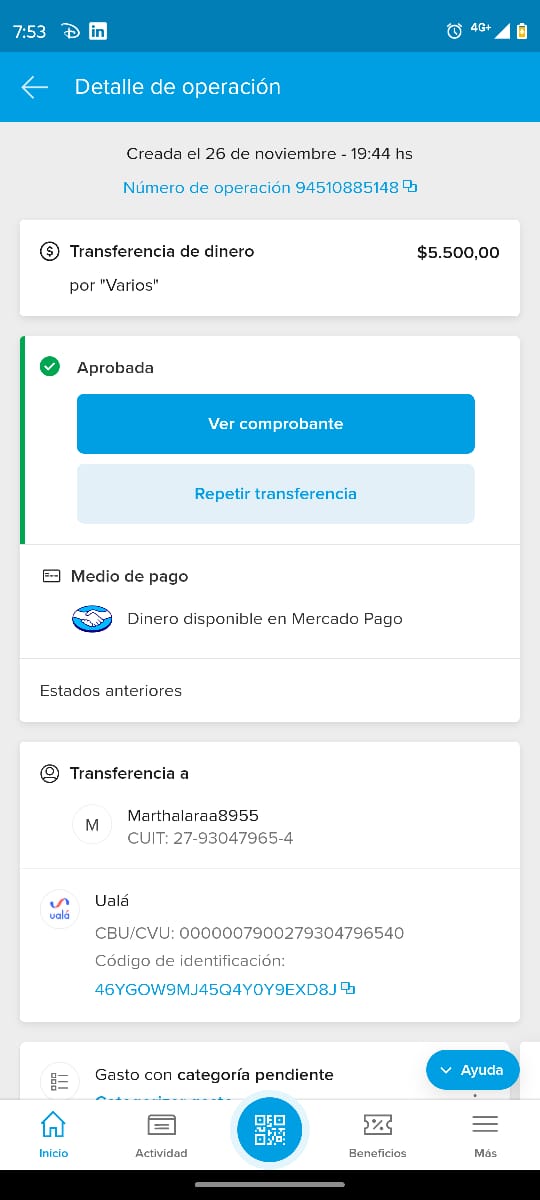 7:53
in
4G+
Detalle de operación
Creada el 26 de noviembre - 19:44 hs
Número de operación 94510885148
Transferencia de dinero
$5.500,00
por "Varios"
Aprobada
Ver comprobante
Repetir transferencia
Medio de pago
Dinero disponible en Mercado Pago
Estados anteriores
Transferencia a
M
Marthalaraa8955
CUIT: 27-93047965-4
ualá
Ualá
CBU/CVU: 0000007900279304796540
Código de identificación:
46YGOW9MJ45Q4Y0Y9EXD8J
Gasto con categoría pendiente
Ayuda
Inicio
Actividad
Beneficios
Más